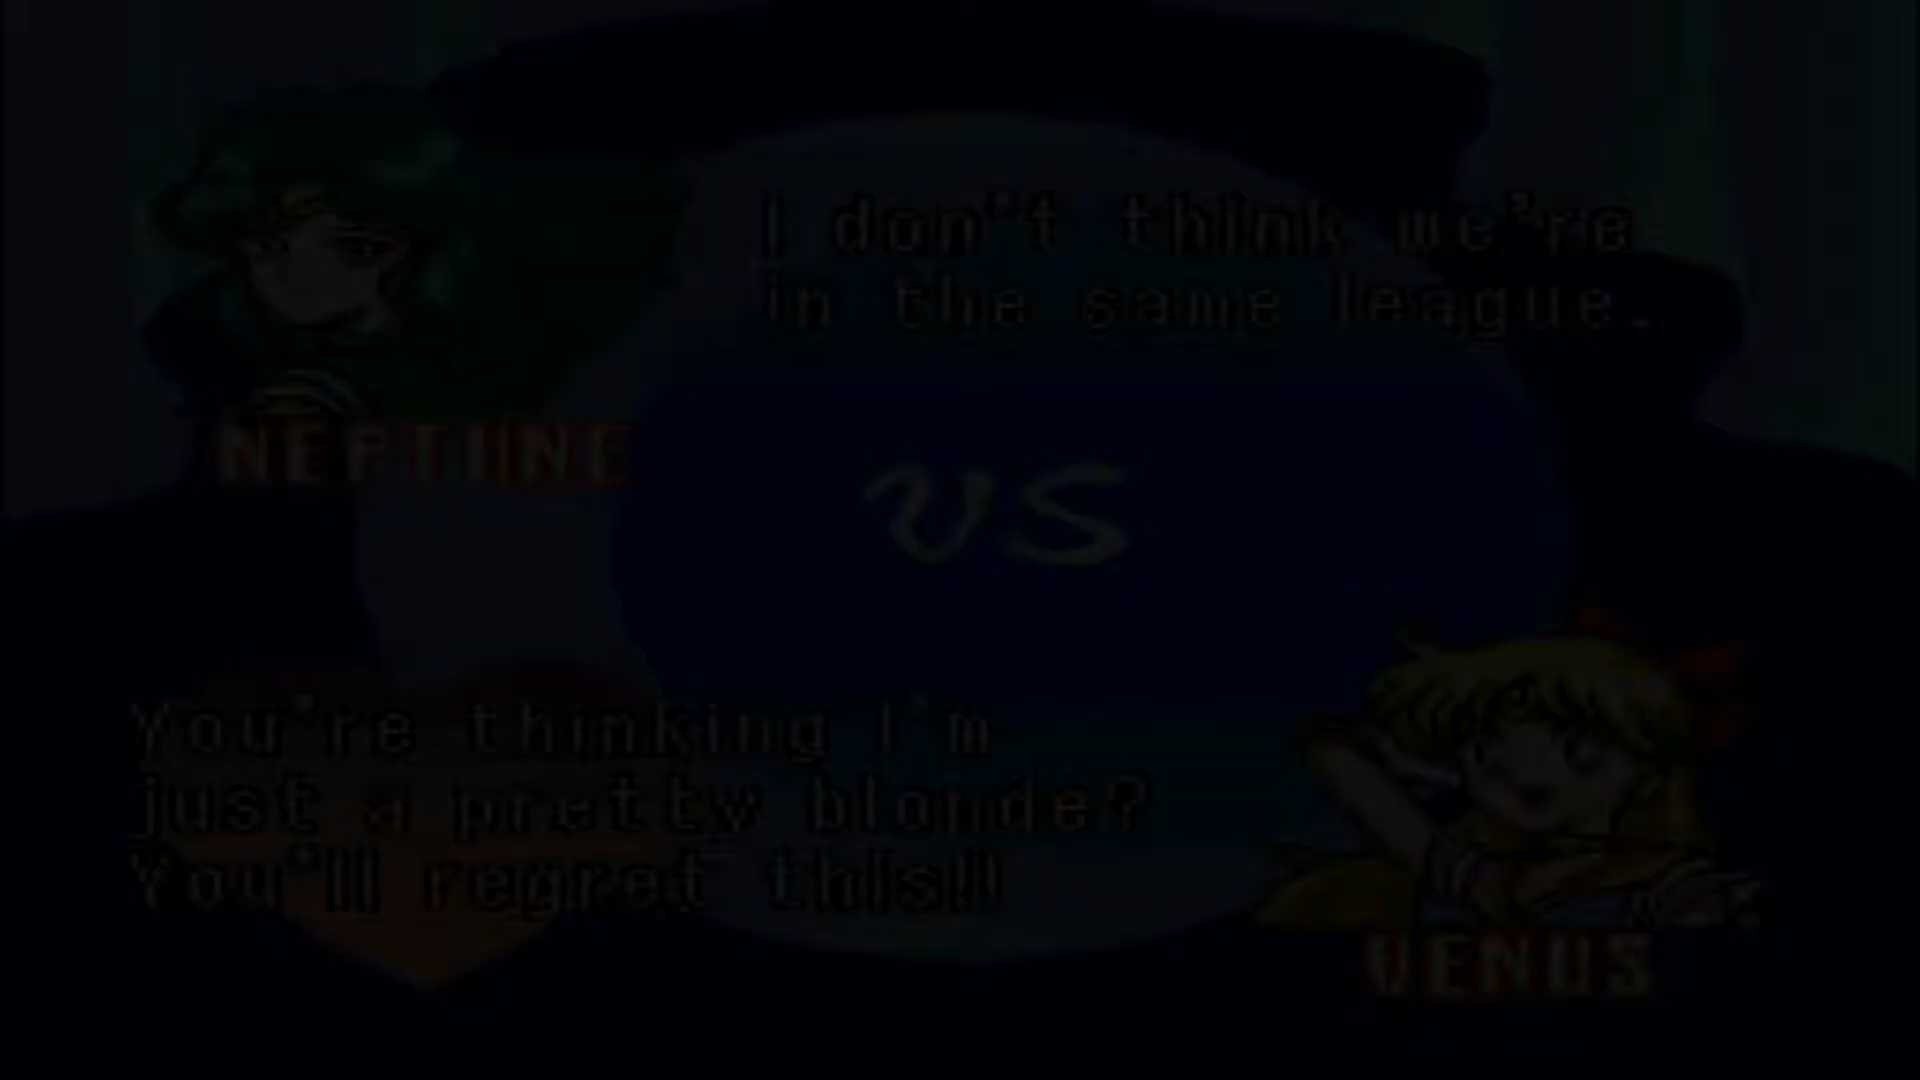 I don't think we're
in the same league.
NEPTUNE
VS
You're thinking I'm
just a pretty blonde?
You'll regret this!!
VENUS